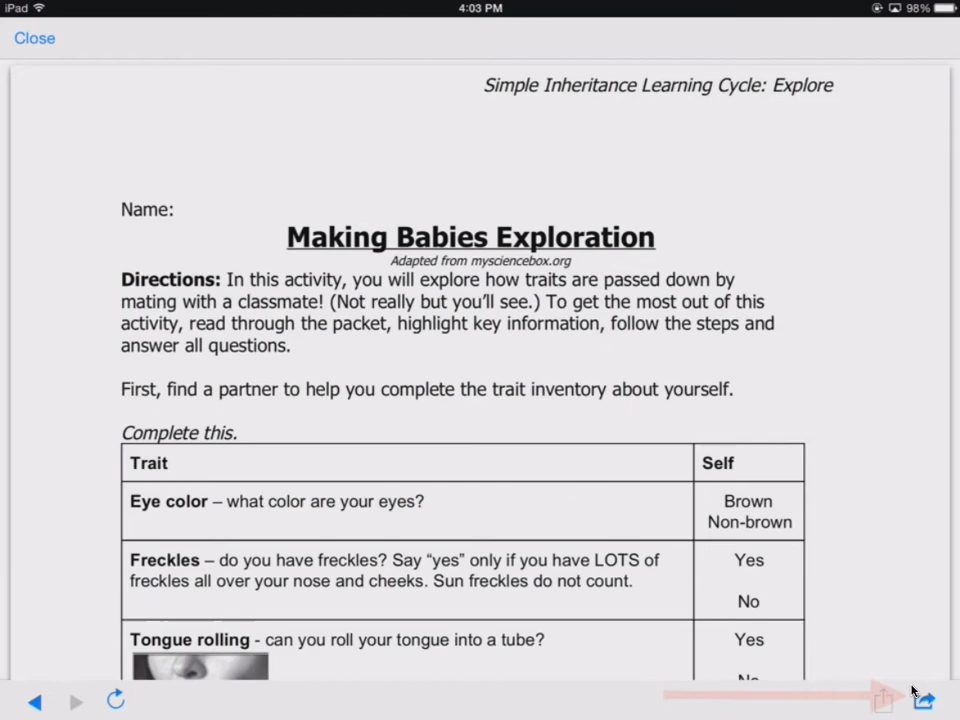 iPad 4:03 PM 98%
Close
Simple Inheritance Learning Cycle: Explore
Name:
Making Babies Exploration
Adapted from mysciencebox.org
Directions: In this activity, you will explore how traits are passed down by
mating with a classmate! (Not really but you'll see.) To get the most out of this
activity, read through the packet, highlight key information, follow the steps and
answer all questions.
First, find a partner to help you complete the trait inventory about yourself.
Complete this.
Trait Self
Eye color – what color are your eyes? Brown
Non-brown
Freckles – do you have freckles? Say “yes” only if you have LOTS of Yes
freckles all over your nose and cheeks. Sun freckles do not count.
No
Tongue rolling - can you roll your tongue into a tube? Yes
No